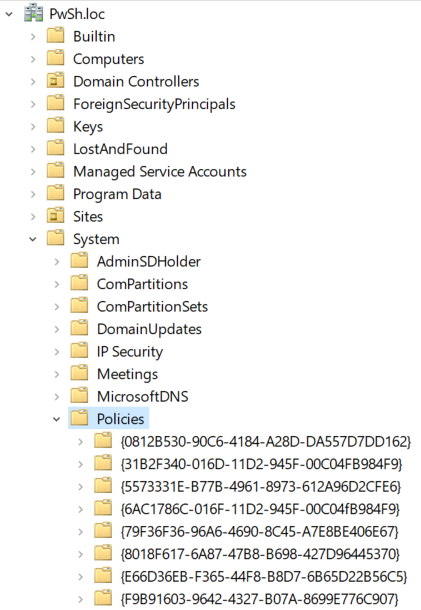 PwSh.loc
Builtin
Computers
Domain Controllers
ForeignSecurityPrincipals
Keys
LostAndFound
Managed Service Accounts
Program Data
Sites
System
AdminSDHolder
ComPartitions
ComPartitionSets
DomainUpdates
IP Security
Meetings
MicrosoftDNS
Policies
{0812B530-90C6-4184-A28D-DA557D7DD162}
{31B2F340-016D-11D2-945F-00C04FB984F9}
{5573331E-B77B-4961-8973-612A96D2CFE6}
{6AC1786C-016F-11D2-945F-00C04fB984F9}
{79F36F36-96A6-4690-8C45-A7E8BE406E67}
{8018F617-6A87-47B8-B698-427D96445370}
{E66D36EB-F365-44F8-B8D7-6B65D22B56C5}
{F9B91603-9642-4327-B07A-8699E776C907}